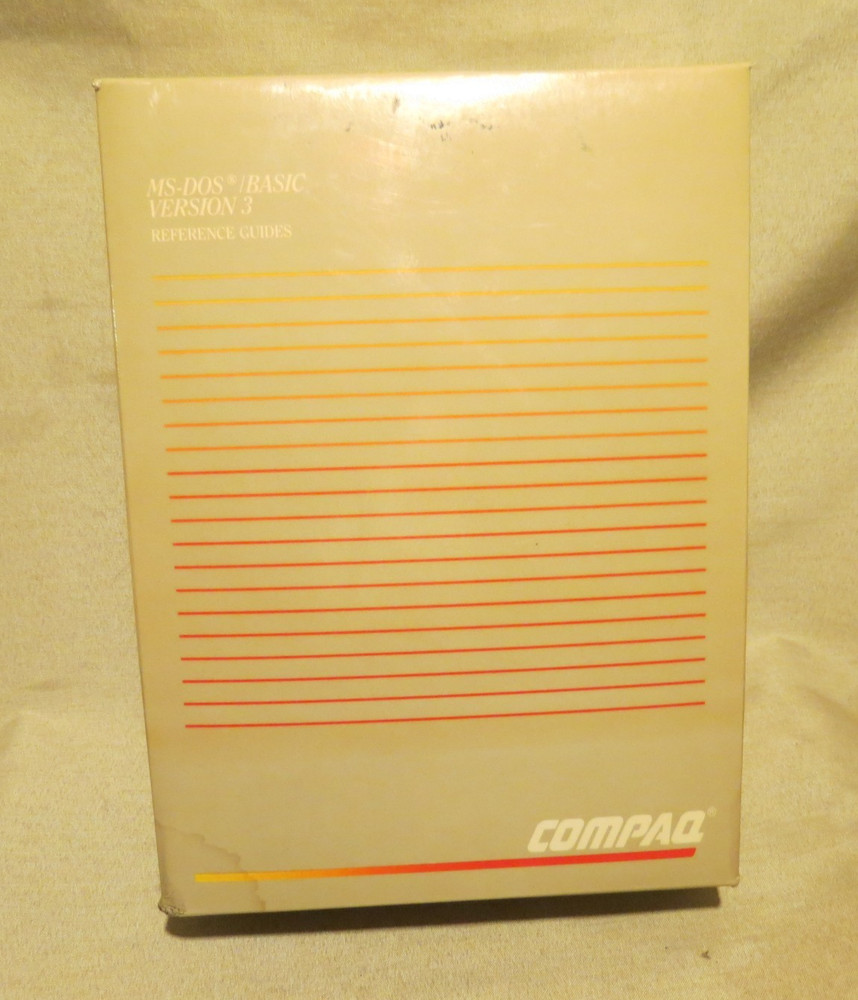 MS-DOS®/BASIC
VERSION 3
REFERENCE GUIDES
COMPAQ®